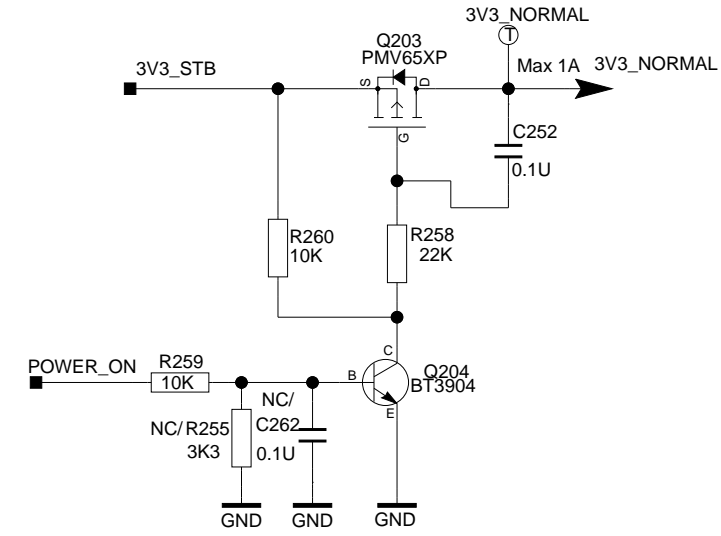 3V3_NORMAL
T
Q203
PMV65XP
3V3_STB
S
D
G
Max 1A
3V3_NORMAL
C252
0.1U
R260
10K
R258
22K
POWER_ON
R259
10K
B
C
E
Q204
BT3904
NC/
NC/R255
3K3
C262
0.1U
GND
GND
GND